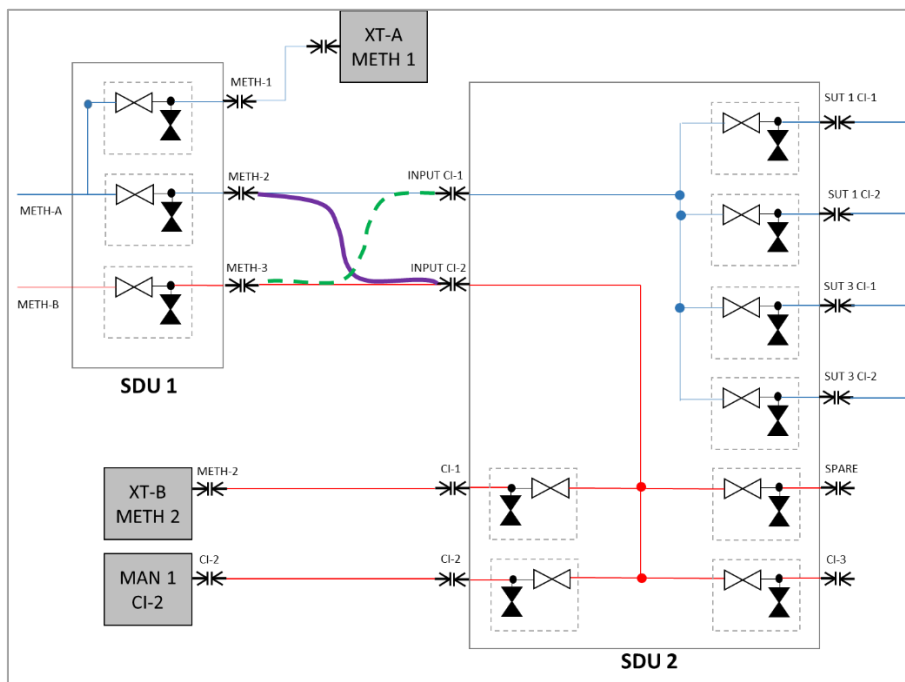 XT-A
METH 1
METH-1
SUT 1 CI-1
METH-2
INPUT CI-1
METH-A
SUT 1 CI-2
METH-3
INPUT CI-2
METH-B
SUT 3 CI-1
SDU 1
SUT 3 CI-2
XT-B
METH 2
METH-2
CI-1
SPARE
MAN 1
CI-2
CI-2
CI-2
CI-3
SDU 2